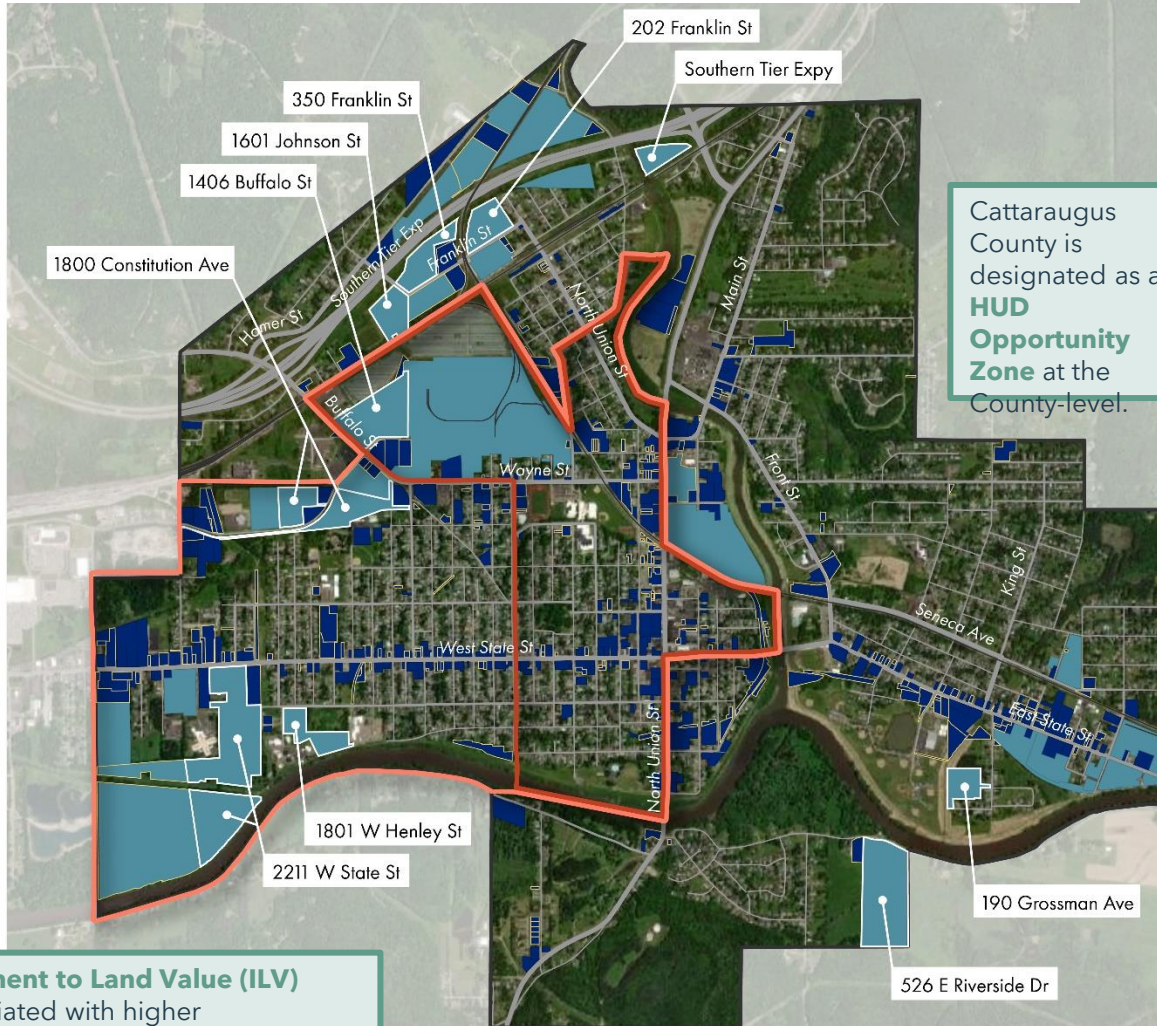 202 Franklin St
Southern Tier Expy
350 Franklin St
1601 Johnson St
1406 Buffalo St
1800 Constitution Ave
Southern Tier Exp
Franklin St
Homer St
North Union St
Main St
Cattaraugus
County is
designated as a
HUD
Opportunity
Zone at the
County-level.
Buffalo St
Wayne St
Front St
King St
Seneca Ave
West State St
East State St
North Union St
1801 W Henley St
2211 W State St
190 Grossman Ave
526 E Riverside Dr
ment to Land Value (ILV)
iated with higher